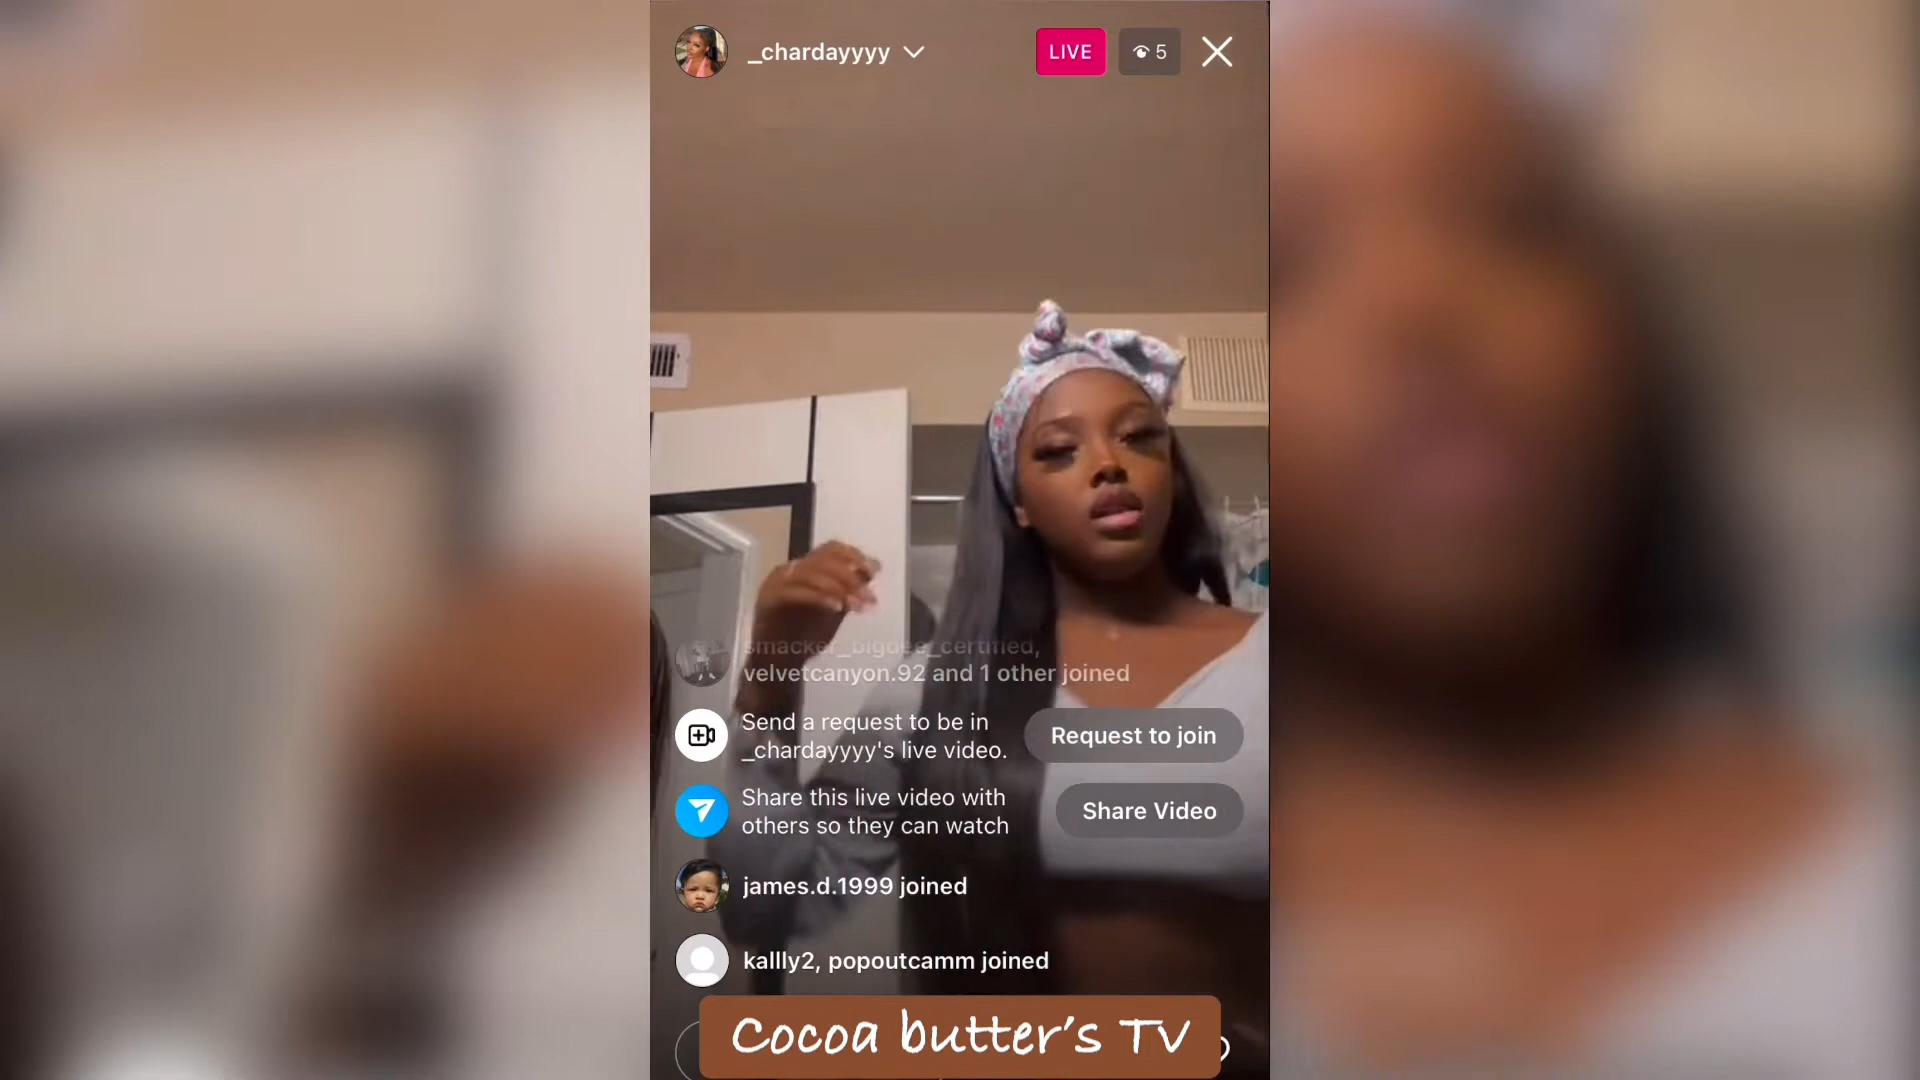 _chardayyyy
LIVE
5
smacker_bigdee_certified,
velvetcanyon.92 and 1 other joined
Send a request to be in
_chardayyyy's live video.
Request to join
Share this live video with
others so they can watch
Share Video
james.d.1999 joined
kallly2, popoutcamm joined
Cocoa butter's TV